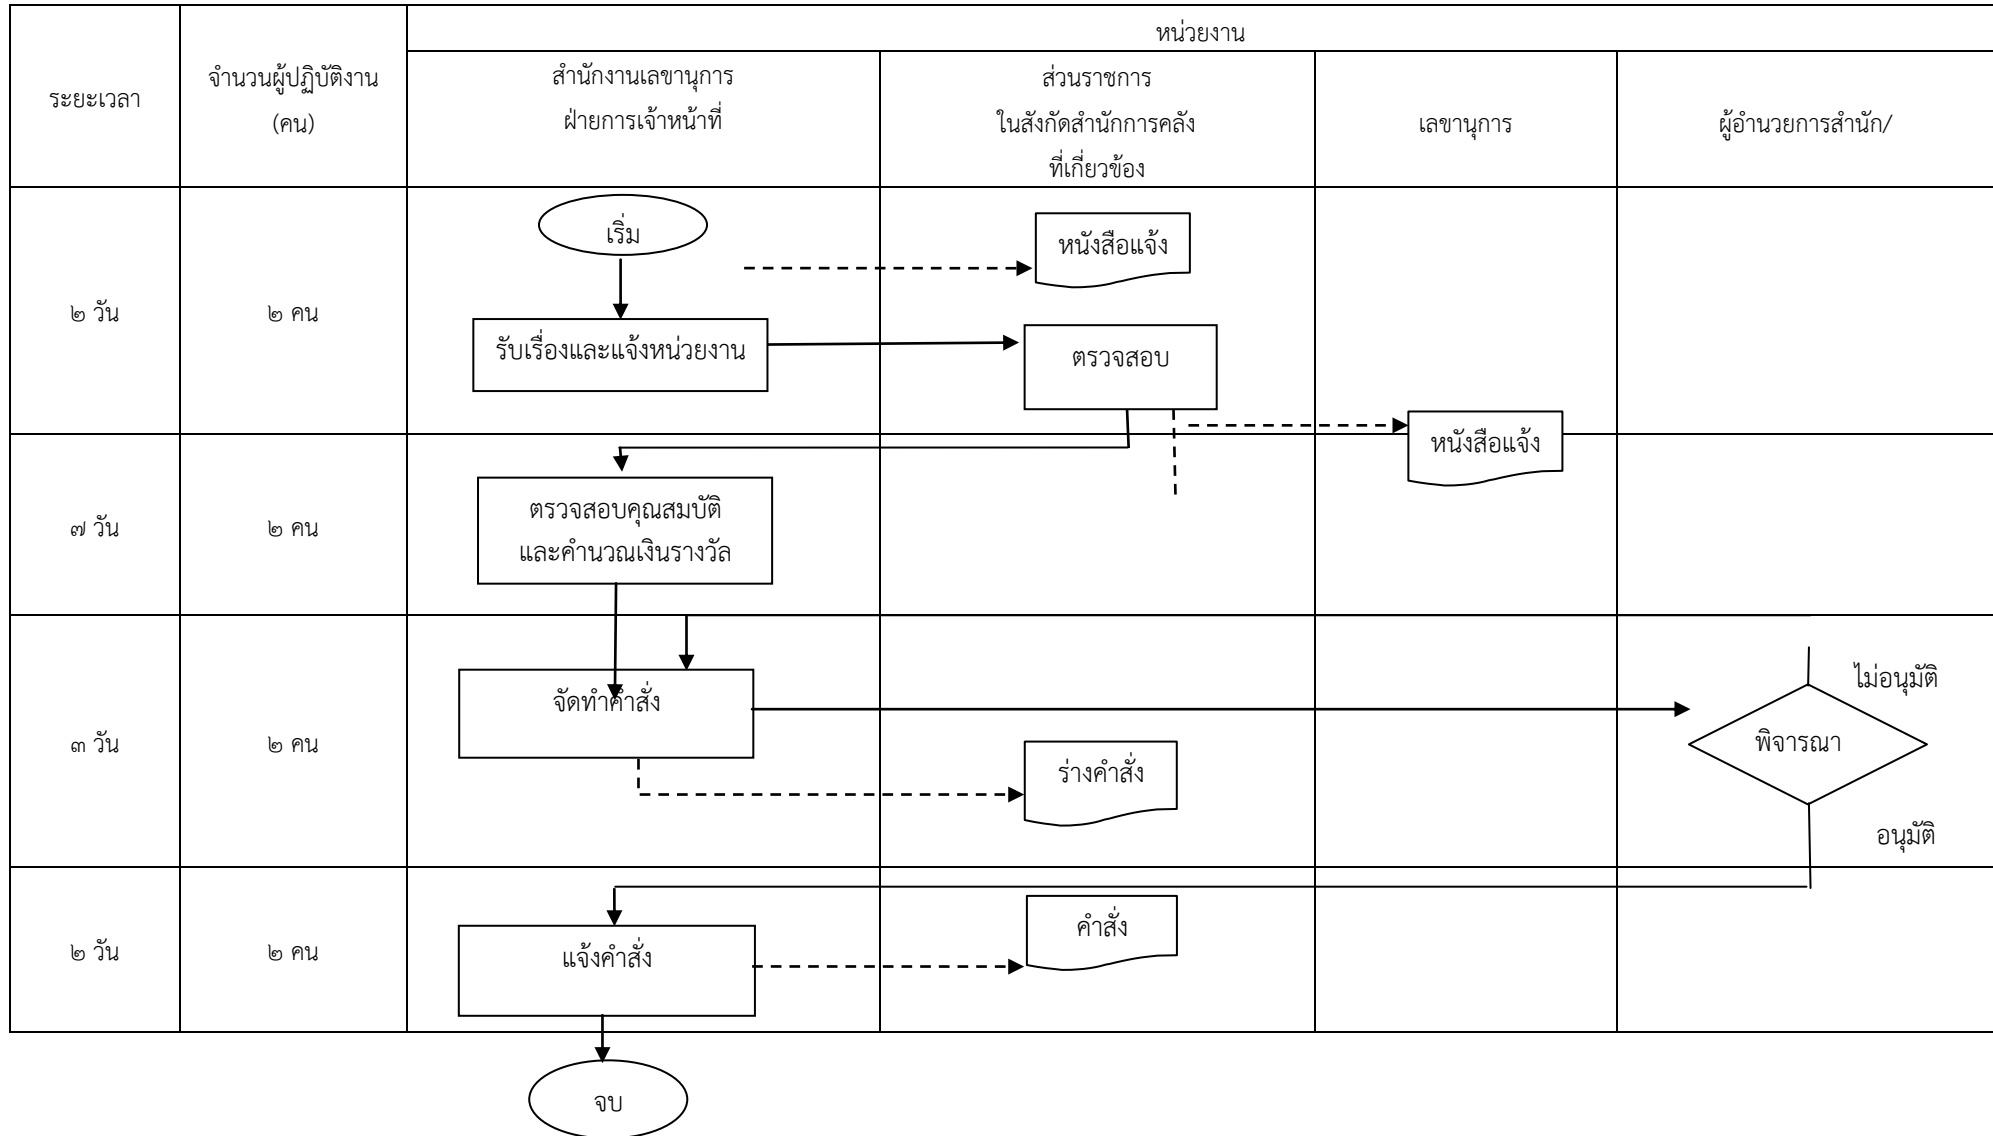 หน่วยงาน
ระยะเวลา
จำนวนผู้ปฏิบัติงาน
(คน)
สำนักงานเลขานุการ
ฝ่ายการเจ้าหน้าที่
ส่วนราชการ
ในสังกัดสำนักการคลัง
ที่เกี่ยวข้อง
เลขานุการ
ผู้อำนวยการสำนัก/
เริ่ม
หนังสือแจ้ง
๒ วัน
๒ คน
รับเรื่องและแจ้งหน่วยงาน
ตรวจสอบ
หนังสือแจ้ง
๗ วัน
๒ คน
ตรวจสอบคุณสมบัติ
และคำนวณเงินรางวัล
ไม่อนุมัติ
๓ วัน
๒ คน
จัดทำคำสั่ง
พิจารณา
ร่างคำสั่ง
อนุมัติ
๒ วัน
๒ คน
แจ้งคำสั่ง
คำสั่ง
จบ